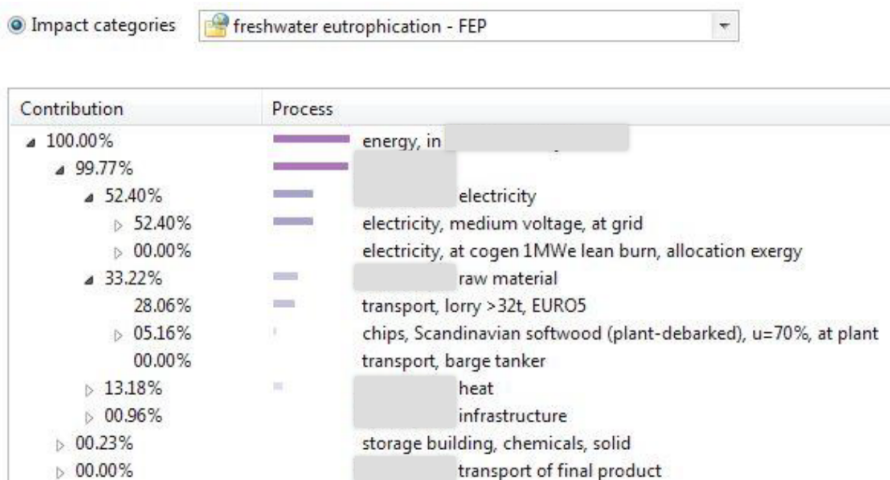 Impact categories freshwater eutrophication - FEP
Contribution Process
100.00% energy, in
99.77%
52.40% electricity
52.40% electricity, medium voltage, at grid
00.00% electricity, at cogen 1MWe lean burn, allocation exergy
33.22% raw material
28.06% transport, lorry >32t, EURO5
05.16% chips, Scandinavian softwood (plant-debarked), u=70%, at plant
00.00% transport, barge tanker
13.18% heat
00.96% infrastructure
00.23% storage building, chemicals, solid
00.00% transport of final product